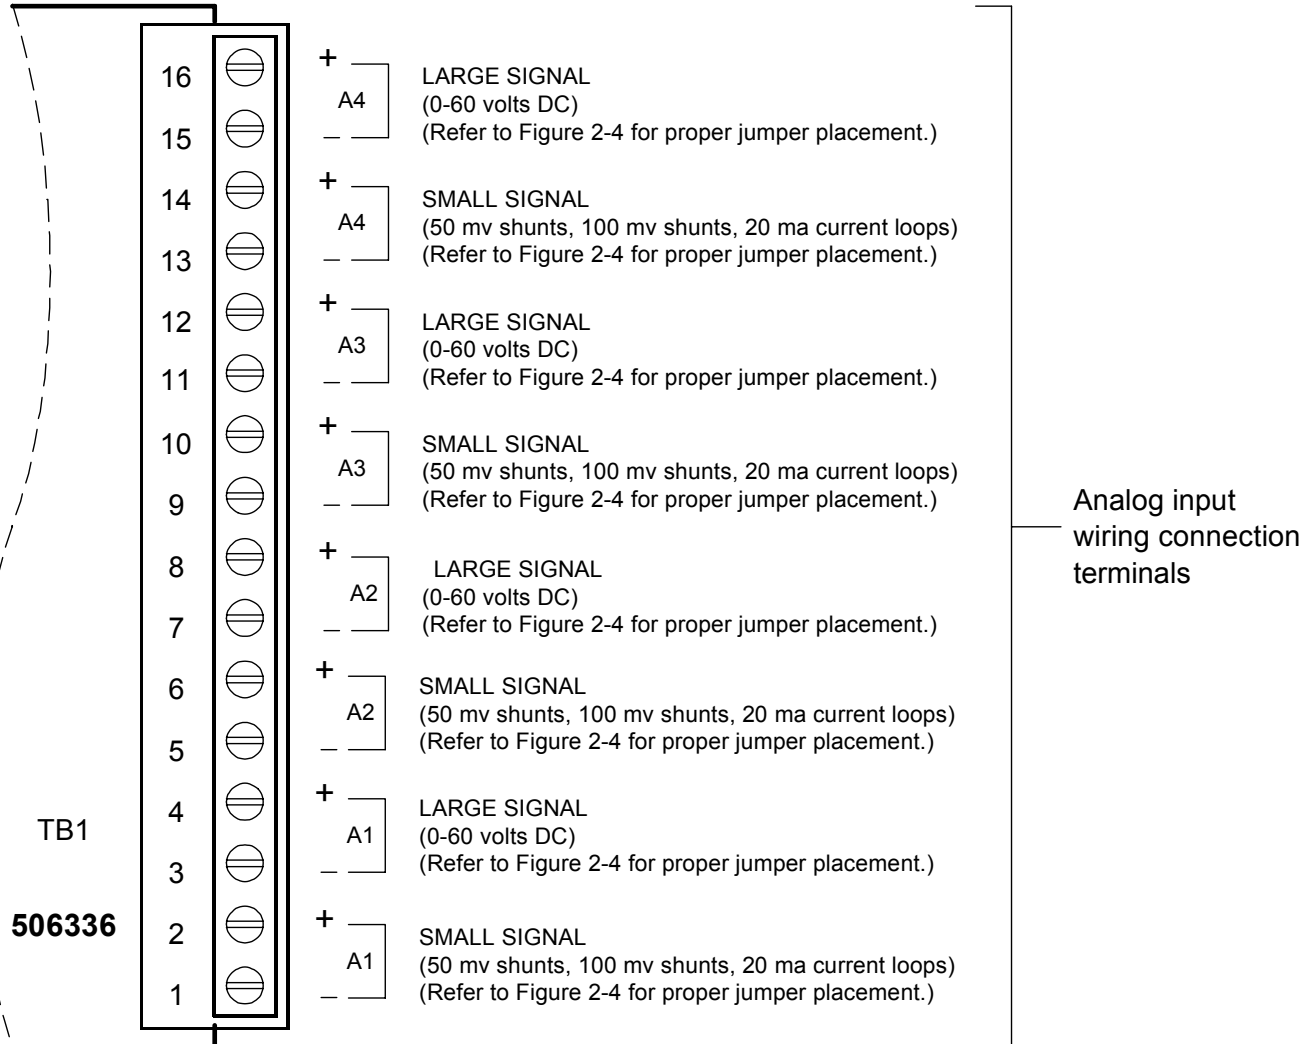 16
+
A4
LARGE SIGNAL
(0-60 volts DC)
15
—
(Refer to Figure 2-4 for proper jumper placement.)
14
+
A4
SMALL SIGNAL
(50 mv shunts, 100 mv shunts, 20 ma current loops)
13
—
(Refer to Figure 2-4 for proper jumper placement.)
12
+
A3
LARGE SIGNAL
(0-60 volts DC)
11
—
(Refer to Figure 2-4 for proper jumper placement.)
10
+
A3
SMALL SIGNAL
(50 mv shunts, 100 mv shunts, 20 ma current loops)
9
—
(Refer to Figure 2-4 for proper jumper placement.)
8
+
A2
LARGE SIGNAL
(0-60 volts DC)
7
—
(Refer to Figure 2-4 for proper jumper placement.)
6
+
A2
SMALL SIGNAL
(50 mv shunts, 100 mv shunts, 20 ma current loops)
5
—
(Refer to Figure 2-4 for proper jumper placement.)
4
+
A1
LARGE SIGNAL
(0-60 volts DC)
3
—
(Refer to Figure 2-4 for proper jumper placement.)
2
+
A1
SMALL SIGNAL
(50 mv shunts, 100 mv shunts, 20 ma current loops)
1
—
(Refer to Figure 2-4 for proper jumper placement.)
TB1
506336
Analog input
wiring connection
terminals